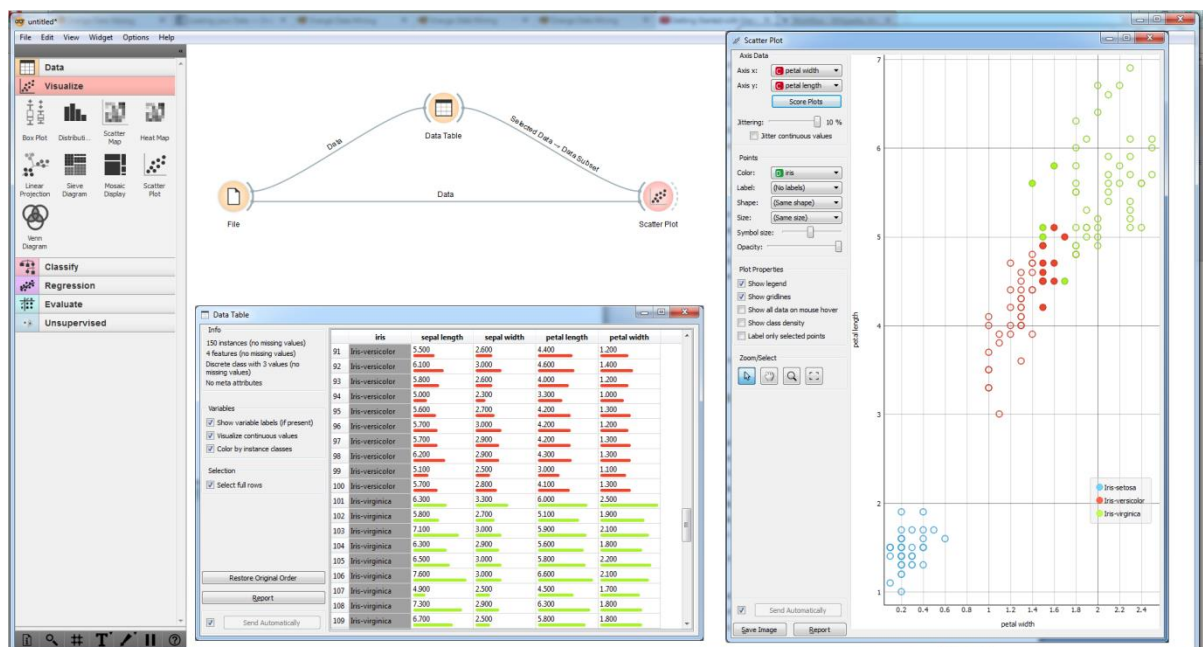 untitled*
File Edit View Widget Options Help
Data
Visualize
Box Plot
Distributi...
Scatter Map
Heat Map
Linear Projection
Sieve Diagram
Mosaic Display
Scatter Plot
Venn Diagram
Classify
Regression
Evaluate
Unsupervised
File
Data
Data Table
Selected Data → Data Subset
Data
Scatter Plot
Data Table
Info
150 instances (no missing values)
4 features (no missing values)
Discrete class with 3 values (no
missing values)
No meta attributes
Variables
Show variable labels (if present)
Visualize continuous values
Color by instance classes
Selection
Select full rows
Restore Original Order
Report
Send Automatically
iris sepal length sepal width petal length petal width
91 Iris-versicolor 5.500 2.600 4.400 1.200
92 Iris-versicolor 6.100 3.000 4.600 1.400
93 Iris-versicolor 5.800 2.600 4.000 1.200
94 Iris-versicolor 5.000 2.300 3.300 1.000
95 Iris-versicolor 5.600 2.700 4.200 1.300
96 Iris-versicolor 5.700 3.000 4.200 1.200
97 Iris-versicolor 5.700 2.900 4.200 1.300
98 Iris-versicolor 6.200 2.900 4.300 1.300
99 Iris-versicolor 5.100 2.500 3.000 1.100
100 Iris-versicolor 5.700 2.800 4.100 1.300
101 Iris-virginica 6.300 3.300 6.000 2.500
102 Iris-virginica 5.800 2.700 5.100 1.900
103 Iris-virginica 7.100 3.000 5.900 2.100
104 Iris-virginica 6.300 2.900 5.600 1.800
105 Iris-virginica 6.500 3.000 5.800 2.200
106 Iris-virginica 7.600 3.000 6.600 2.100
107 Iris-virginica 4.900 2.500 4.500 1.700
108 Iris-virginica 7.300 2.900 6.300 1.800
109 Iris-virginica 6.700 2.500 5.800 1.800
Scatter Plot
Axis Data
Axis x: petal width
Axis y: petal length
Score Plots
Jittering: 10 %
Jitter continuous values
Points
Color: iris
Label: (No labels)
Shape: (Same shape)
Size: (Same size)
Symbol size:
Opacity:
Plot Properties
Show legend
Show gridlines
Show all data on mouse hover
Show class density
Label only selected points
Zoom/Select
Send Automatically
Save Image Report
7
6
5
4
3
2
1
petal length
Iris-setosa
Iris-versicolor
Iris-virginica
0.2 0.4 0.6 0.8 1 1.2 1.4 1.6 1.8 2 2.2 2.4
petal width